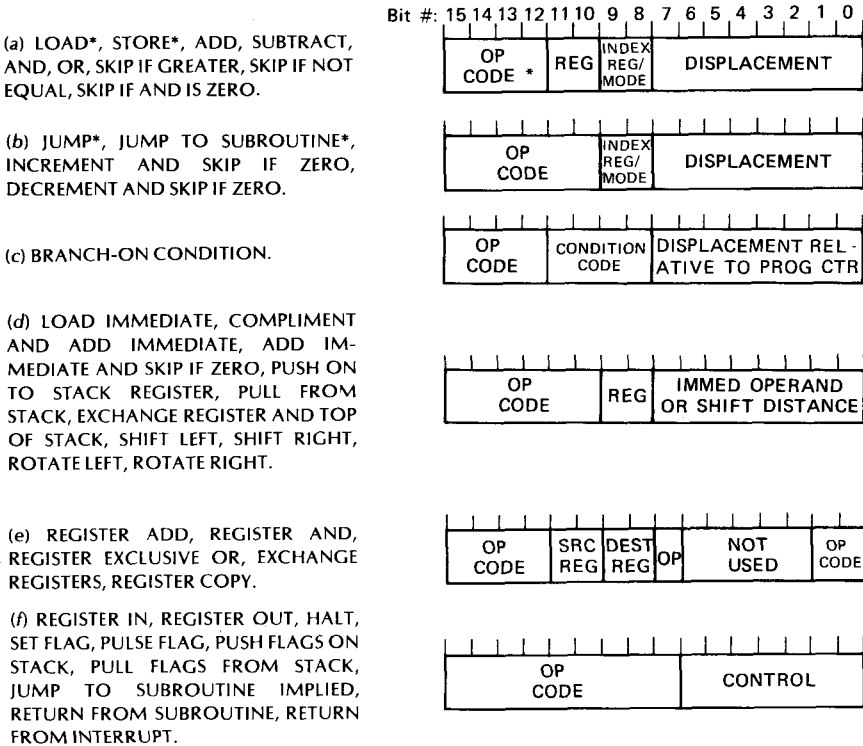 Bit #: 15 14 13 12 11 10 9 8 7 6 5 4 3 2 1 0
(a) LOAD*, STORE*, ADD, SUBTRACT,
AND, OR, SKIP IF GREATER, SKIP IF NOT
EQUAL, SKIP IF AND IS ZERO.
OP
CODE *
REG
INDEX
REG/
MODE
DISPLACEMENT
(b) JUMP*, JUMP TO SUBROUTINE*,
INCREMENT AND SKIP IF ZERO,
DECREMENT AND SKIP IF ZERO.
OP
CODE
INDEX
REG/
MODE
DISPLACEMENT
(c) BRANCH-ON CONDITION.
OP
CODE
CONDITION
CODE
DISPLACEMENT REL-
ATIVE TO PROG CTR
(d) LOAD IMMEDIATE, COMPLIMENT
AND ADD IMMEDIATE, ADD IM-
MEDIATE AND SKIP IF ZERO, PUSH ON
TO STACK REGISTER, PULL FROM
STACK, EXCHANGE REGISTER AND TOP
OF STACK, SHIFT LEFT, SHIFT RIGHT,
ROTATE LEFT, ROTATE RIGHT.
OP
CODE
REG
IMMED OPERAND
OR SHIFT DISTANCE
(e) REGISTER ADD, REGISTER AND,
REGISTER EXCLUSIVE OR, EXCHANGE
REGISTERS, REGISTER COPY.
OP
CODE
SRC
REG
DEST
REG
OP
NOT
USED
OP
CODE
(f) REGISTER IN, REGISTER OUT, HALT,
SET FLAG, PULSE FLAG, PUSH FLAGS ON
STACK, PULL FLAGS FROM STACK,
JUMP TO SUBROUTINE IMPLIED,
RETURN FROM SUBROUTINE, RETURN
FROM INTERRUPT.
OP
CODE
CONTROL